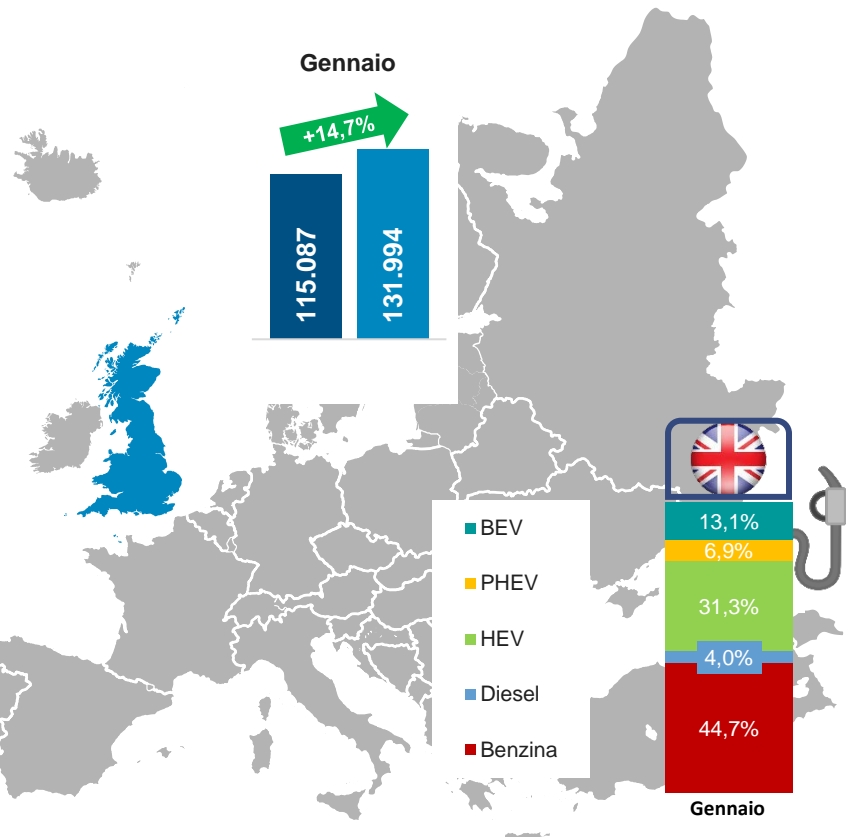 Gennaio
+14,7%
115.087
131.994
BEV
PHEV
HEV
Diesel
Benzina
13,1%
6,9%
31,3%
4,0%
44,7%
Gennaio